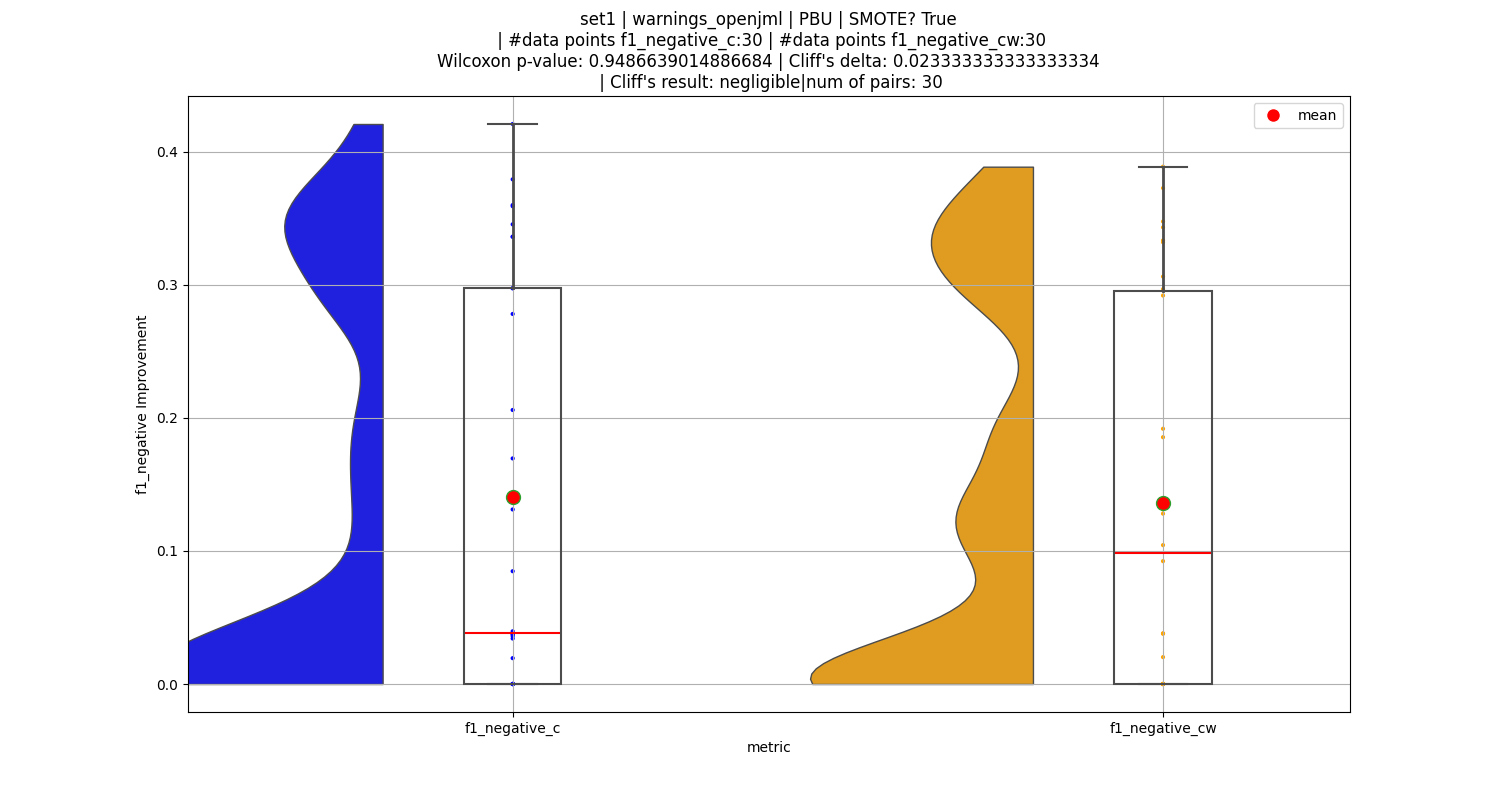 set1 | warnings_openjml | PBU | SMOTE? True
| #data points f1_negative_c:30 | #data points f1_negative_cw:30
Wilcoxon p-value: 0.9486639014886684 | Cliff's delta: 0.023333333333333334
| Cliff's result: negligible|num of pairs: 30
mean
0.4
0.3
0.2
0.1
0.0
f1_negative Improvement
f1_negative_c
f1_negative_cw
metric